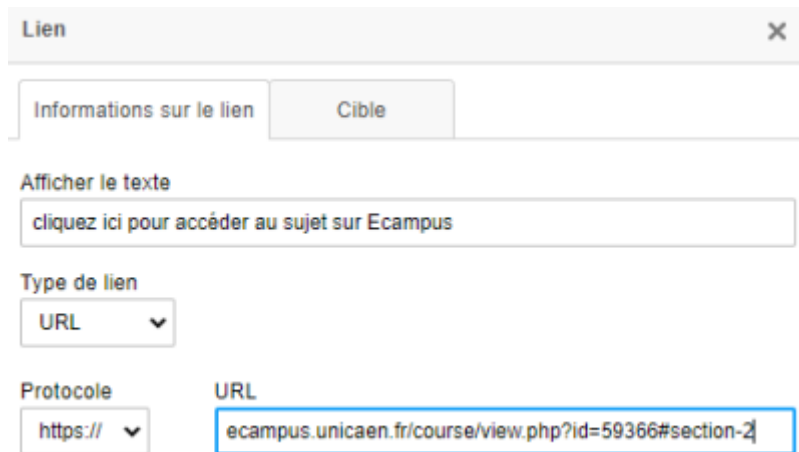 Lien
Informations sur le lien Cible
Afficher le texte
cliquez ici pour accéder au sujet sur Ecampus
Type de lien
URL
Protocole URL
https:// ecampus.unicaen.fr/course/view.php?id=59366#section-2